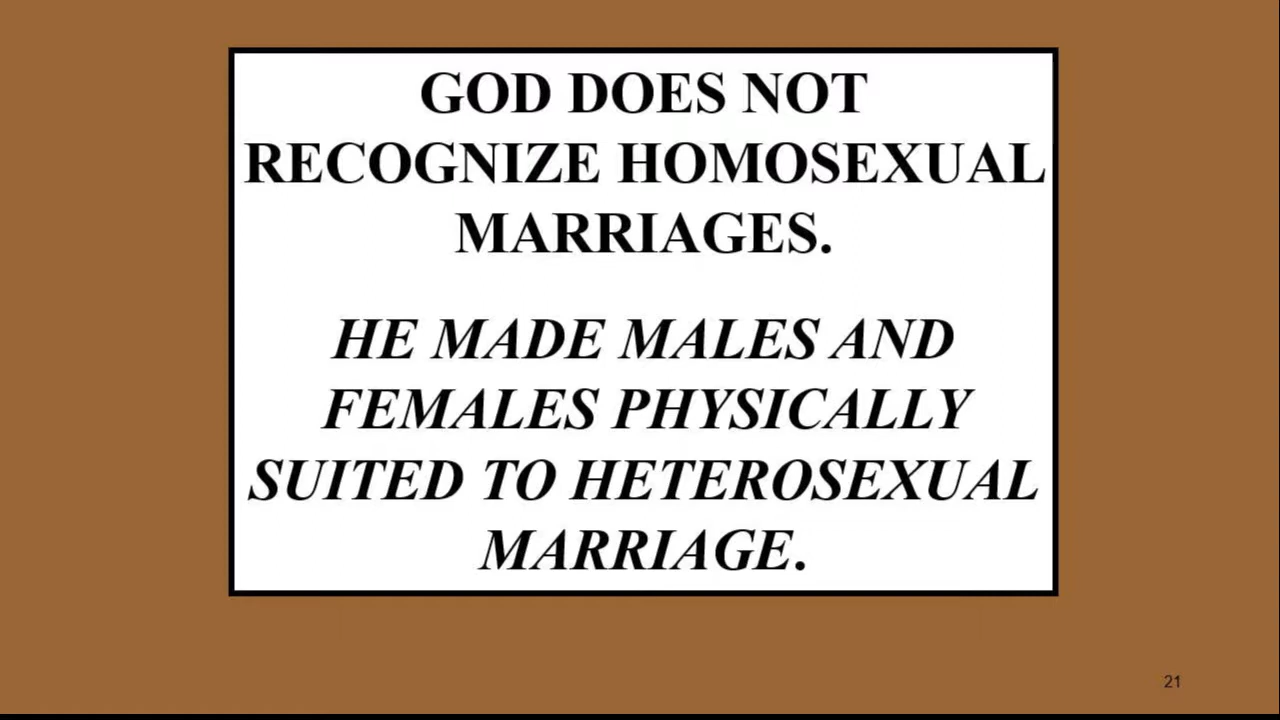 GOD DOES NOT
RECOGNIZE HOMOSEXUAL
MARRIAGES.
HE MADE MALES AND
FEMALES PHYSICALLY
SUITED TO HETEROSEXUAL
MARRIAGE.
21